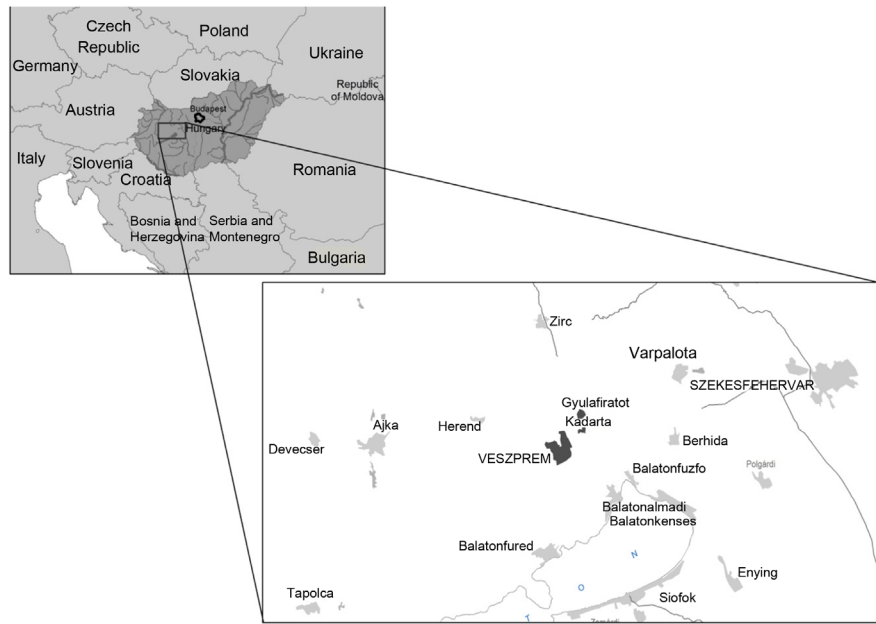 Czech
Republic
Poland
Ukraine
Germany
Slovakia
Republic
of Moldova
Austria
Budapest
Hungary
Italy
Slovenia
Croatia
Romania
Bosnia and
Herzegovina
Serbia and
Montenegro
Bulgaria
Zirc
Varpalota
SZEKESFEHERVAR
Gyulafiratot
Kadarta
Ajka
Herend
Devecser
VESZPREM
Berhida
Balatonfuzfo
Polgárdi
Balatonalmadi
Balatonkenses
Balatonfured
N
O
T
Enying
Tapolca
Siofok
Zamárdi